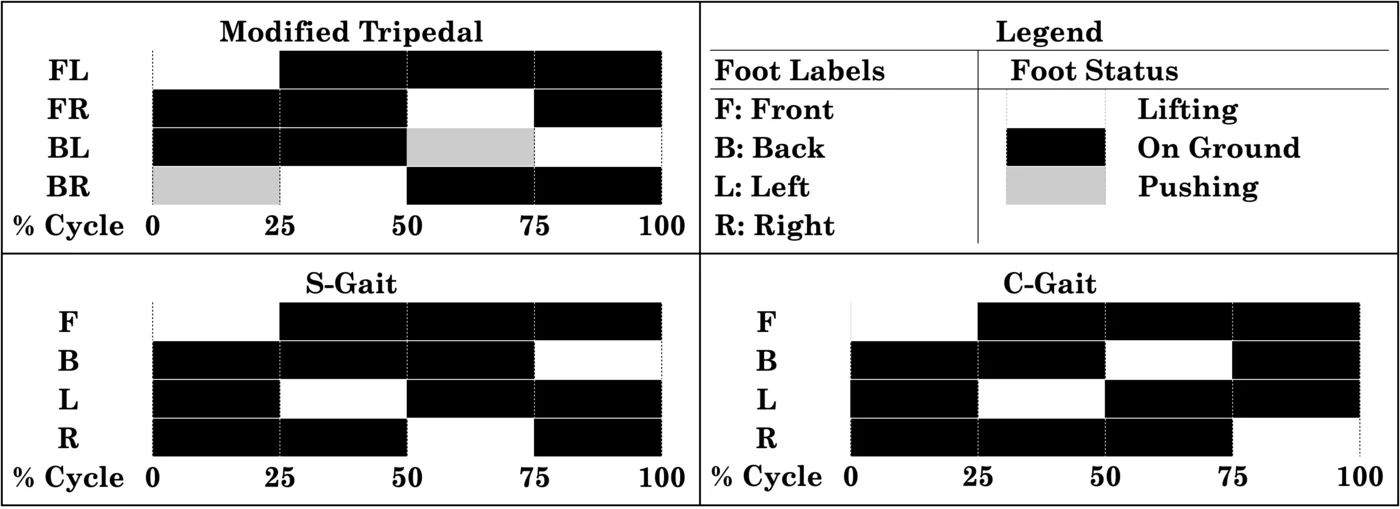 Modified Tripedal
FL
FR
BL
BR
% Cycle 0 25 50 75 100
Legend
Foot Labels Foot Status
F: Front Lifting
B: Back On Ground
L: Left Pushing
R: Right
S-Gait
F
B
L
R
% Cycle 0 25 50 75 100
C-Gait
F
B
L
R
% Cycle 0 25 50 75 100